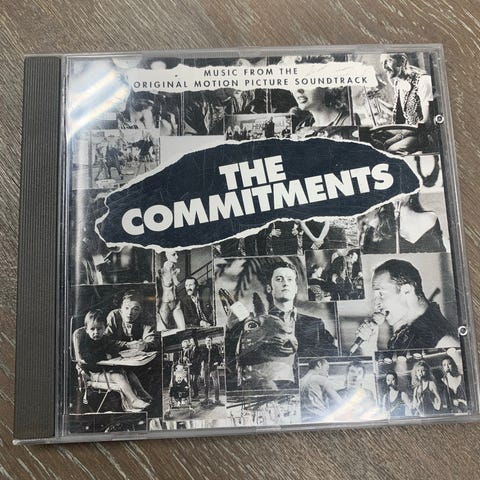 MUSIC FROM THE
ORIGINAL MOTION PICTURE SOUNDTRACK
THE
COMMITMENTS